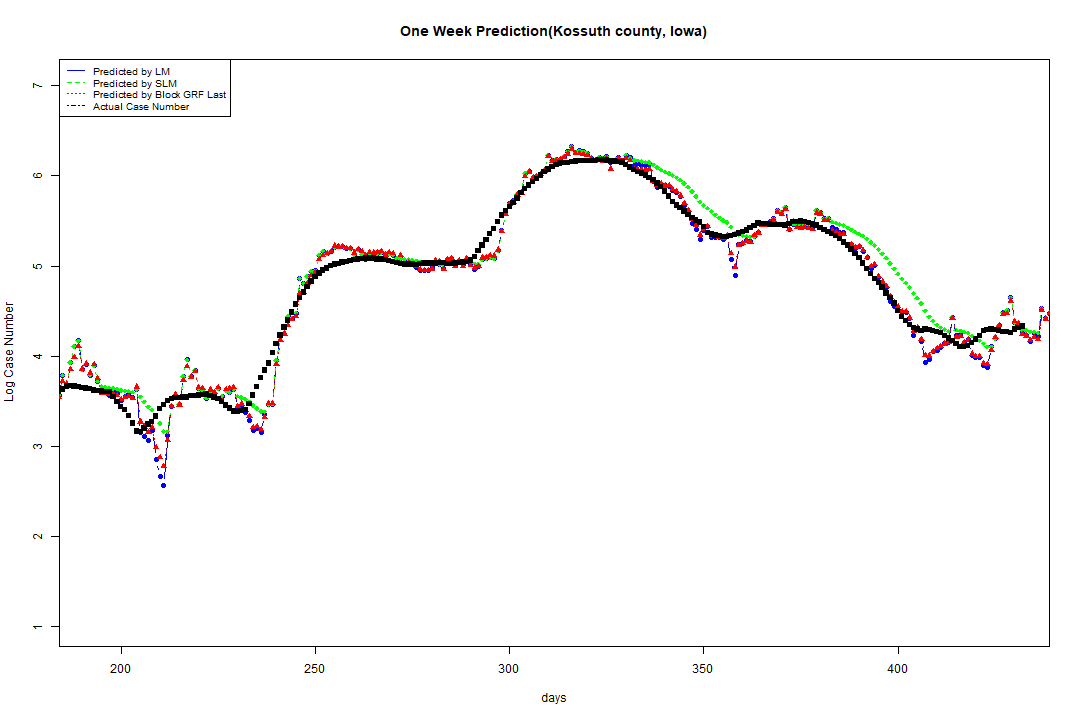 One Week Prediction(Kossuth county, Iowa)
Predicted by LM
Predicted by SLM
Predicted by Block GRF Last
Actual Case Number
Log Case Number
7
6
5
4
3
2
1
200 250 300 350 400
days